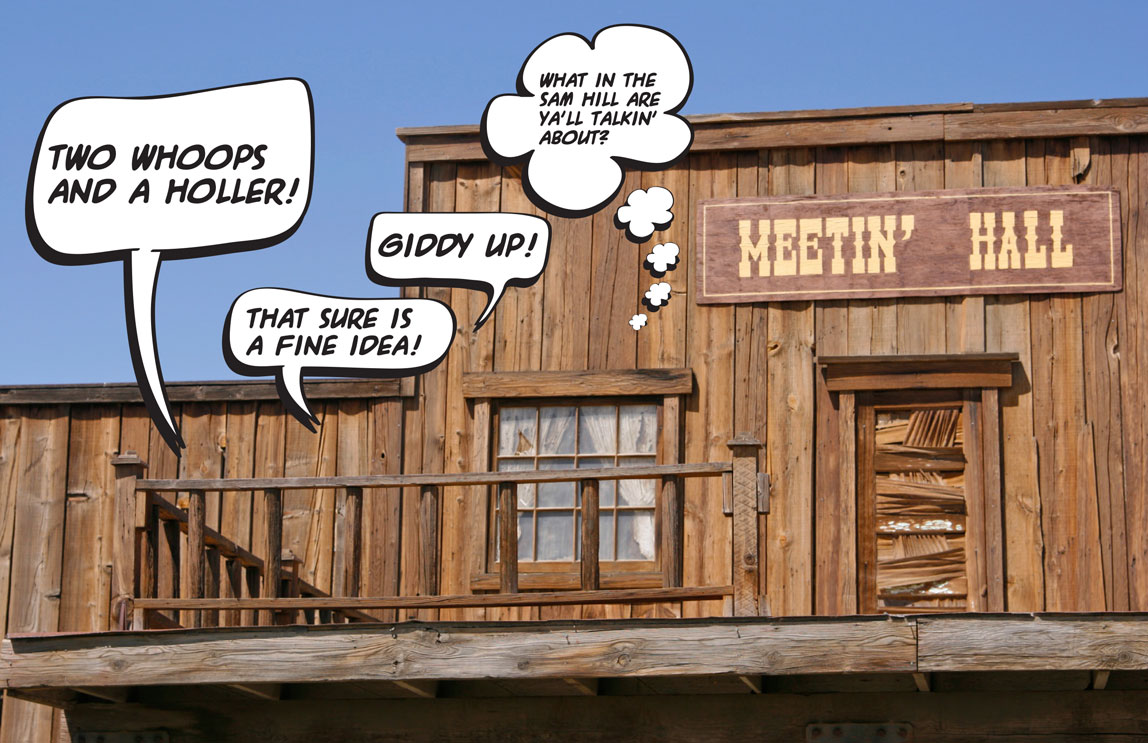 WHAT IN THE
SAM HILL ARE
YA'LL TALKIN'
ABOUT?
TWO WHOOPS
AND A HOLLER!
GIDDY UP!
THAT SURE IS
A FINE IDEA!
MEETIN' HALL